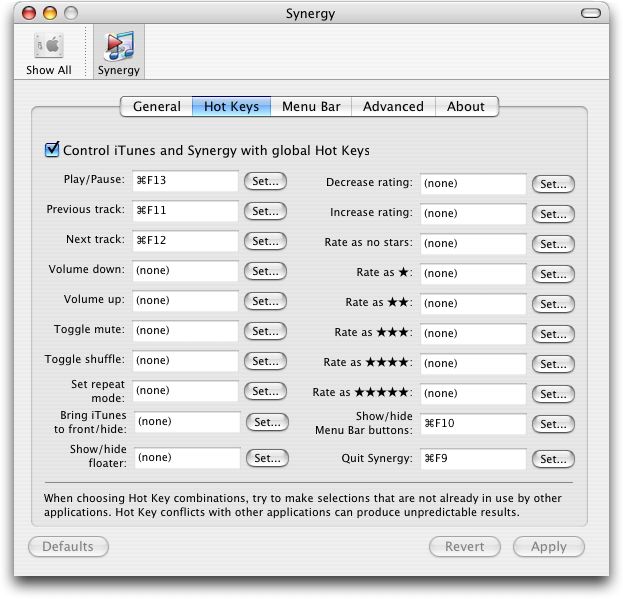 Synergy
Show All
Synergy
General Hot Keys Menu Bar Advanced About
Control iTunes and Synergy with global Hot Keys
Play/Pause: ⌘F13 Set...
Previous track: ⌘F11 Set...
Next track: ⌘F12 Set...
Volume down: (none) Set...
Volume up: (none) Set...
Toggle mute: (none) Set...
Toggle shuffle: (none) Set...
Set repeat
mode: (none) Set...
Bring iTunes
to front/hide: (none) Set...
Show/hide
floater: (none) Set...
Decrease rating: (none) Set...
Increase rating: (none) Set...
Rate as no stars: (none) Set...
Rate as ★: (none) Set...
Rate as ★★: (none) Set...
Rate as ★★★: (none) Set...
Rate as ★★★★: (none) Set...
Rate as ★★★★★: (none) Set...
Show/hide
Menu Bar buttons: ⌘F10 Set...
Quit Synergy: ⌘F9 Set...
When choosing Hot Key combinations, try to make selections that are not already in use by other
applications. Hot Key conflicts with other applications can produce unpredictable results.
Defaults Revert Apply